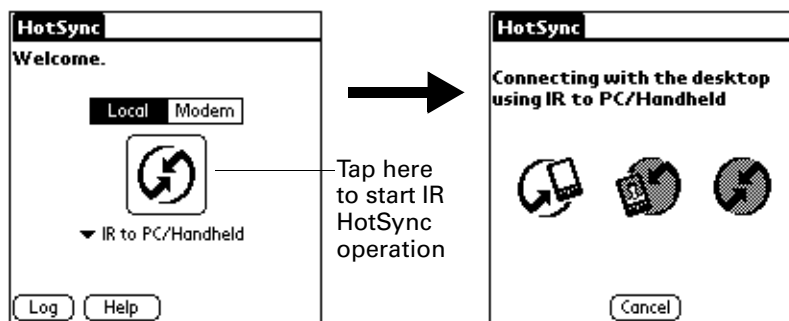 HotSync
Welcome.
Local Modem
IR to PC/Handheld
Log Help
Tap here
to start IR
HotSync
operation
HotSync
Connecting with the desktop
using IR to PC/Handheld
Cancel